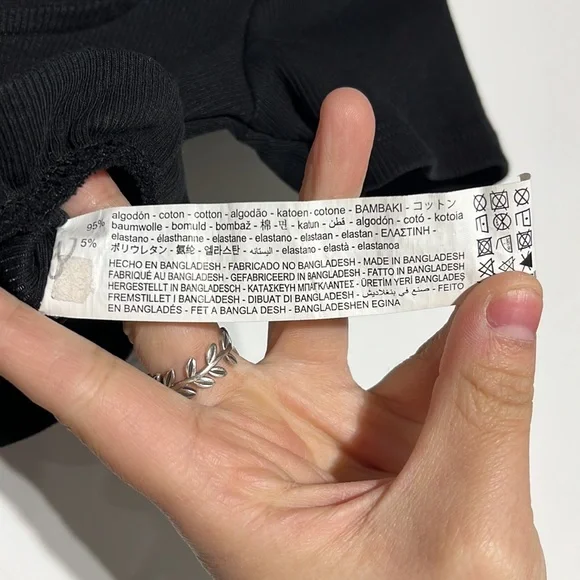 95% algodón - coton - cotton - algodão - katoen - cotone - ΒΑΜΒΑΚΙ - コットン
baumwolle - bomuld - bombaž - 棉 - 면 - katun - قطن - algodón - cotó - kotoia
5% elastano - élasthanne - elastane - elastano - elastaan - elastan - ΕΛΑΣΤΙΝΗ -
ポリウレタン - 氨纶 - 엘라스탄 - الیستانه - elastano - elastà - elastanoa
HECHO EN BANGLADESH - FABRICADO NO BANGLADESH - MADE IN BANGLADESH
FABRIQUÉ AU BANGLADESH - GEFABRICEERD IN BANGLADESH - FATTO IN BANGLADESH
HERGESTELLT IN BANGLADESCH - ΚΑΤΑΣΚΕΥΗ ΜΠΑΓΚΛΑΝΤΕΣ - ÜRETIM YERİ BANGLADEŞ
FREMSTILLET I BANGLADESH - DIBUAT DI BANGLADESH - صنع في بنغلاديش - FEITO
EN BANGLADÉS - FET A BANGLA DESH - BANGLADESHEN EGINA